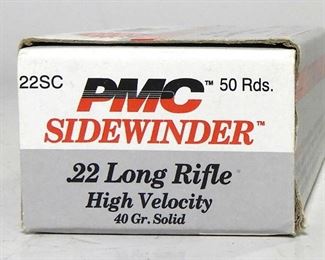 22SC PMC™ 50 Rds.
SIDEWINDER™
.22 Long Rifle
High Velocity
40 Gr. Solid